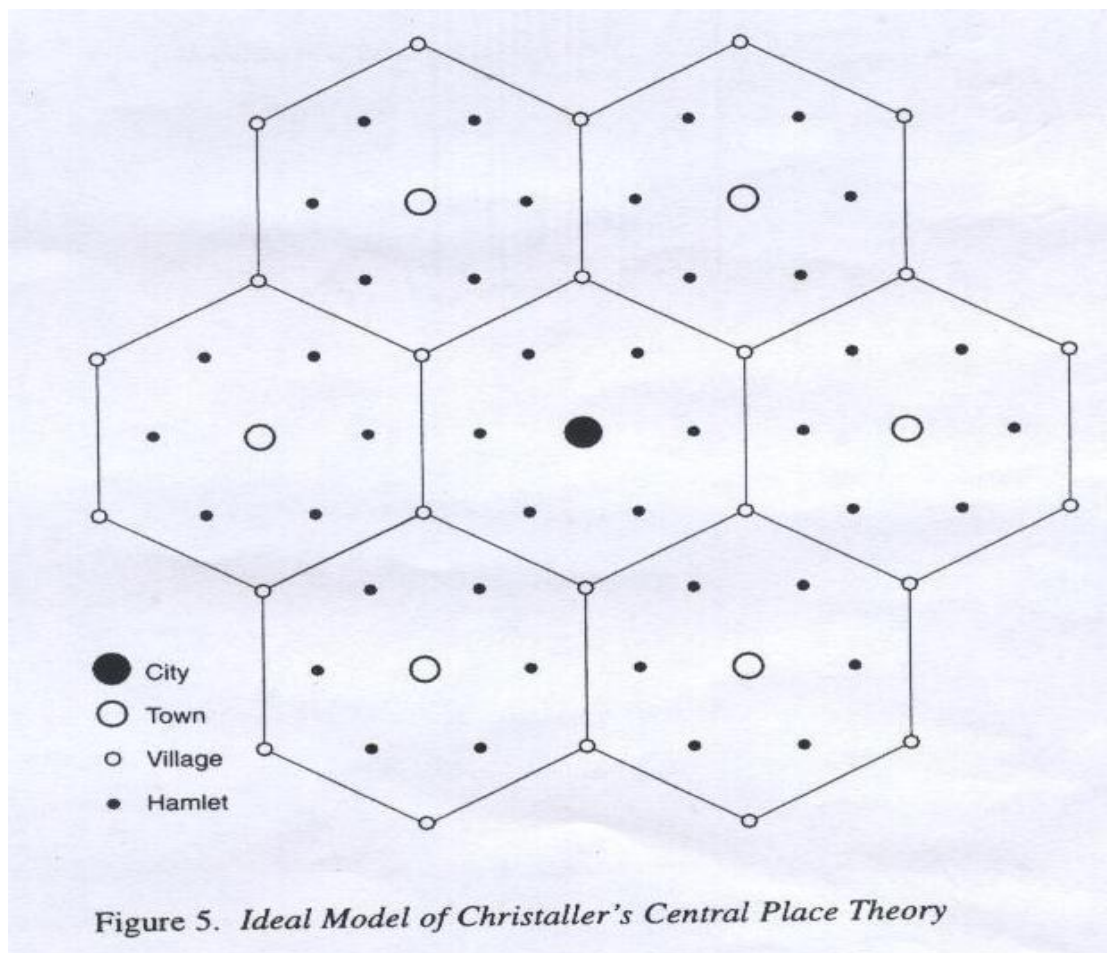 City
Town
Village
Hamlet
Figure 5. Ideal Model of Christaller's Central Place Theory